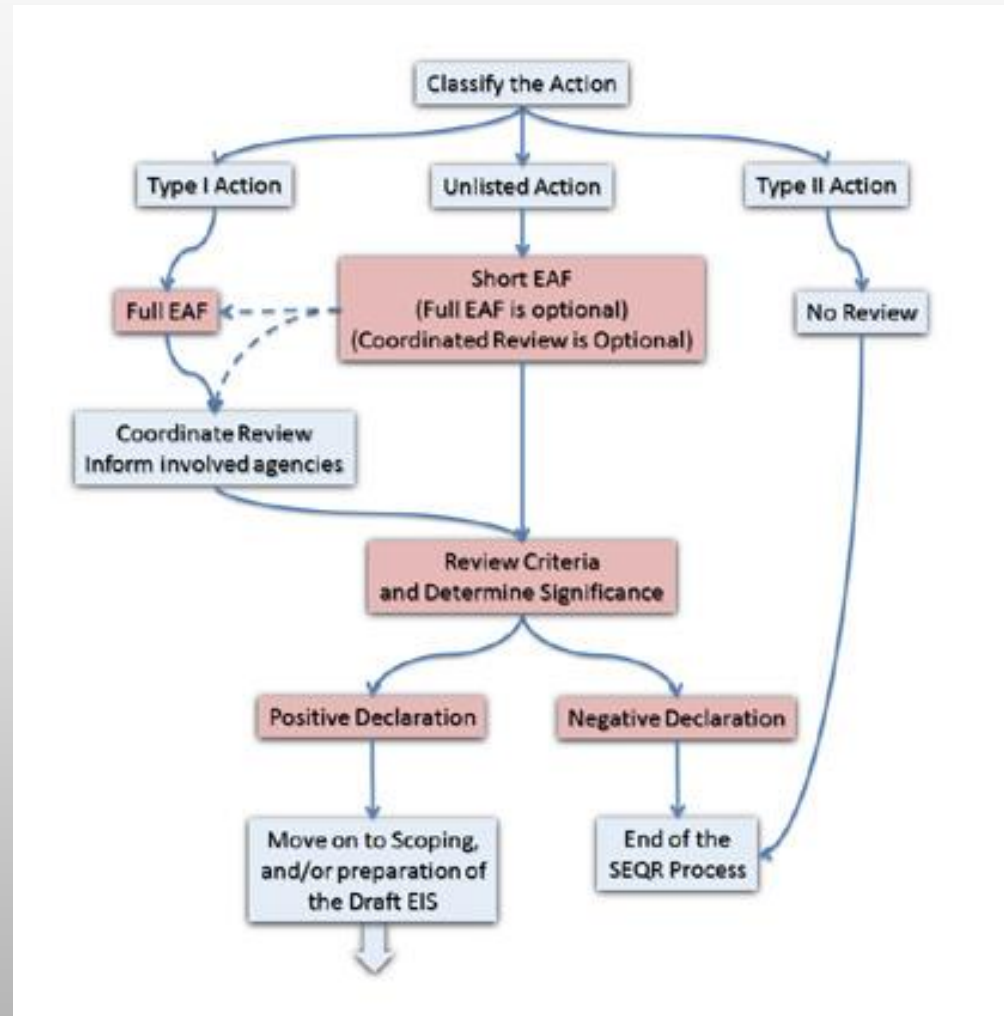 Classify the Action
Type I Action
Unlisted Action
Type II Action
Full EAF
Short EAF
(Full EAF is optional)
(Coordinated Review is Optional)
No Review
Coordinate Review
Inform involved agencies
Review Criteria
and Determine Significance
Positive Declaration
Negative Declaration
Move on to Scoping,
and/or preparation of
the Draft EIS
End of the
SEQR Process